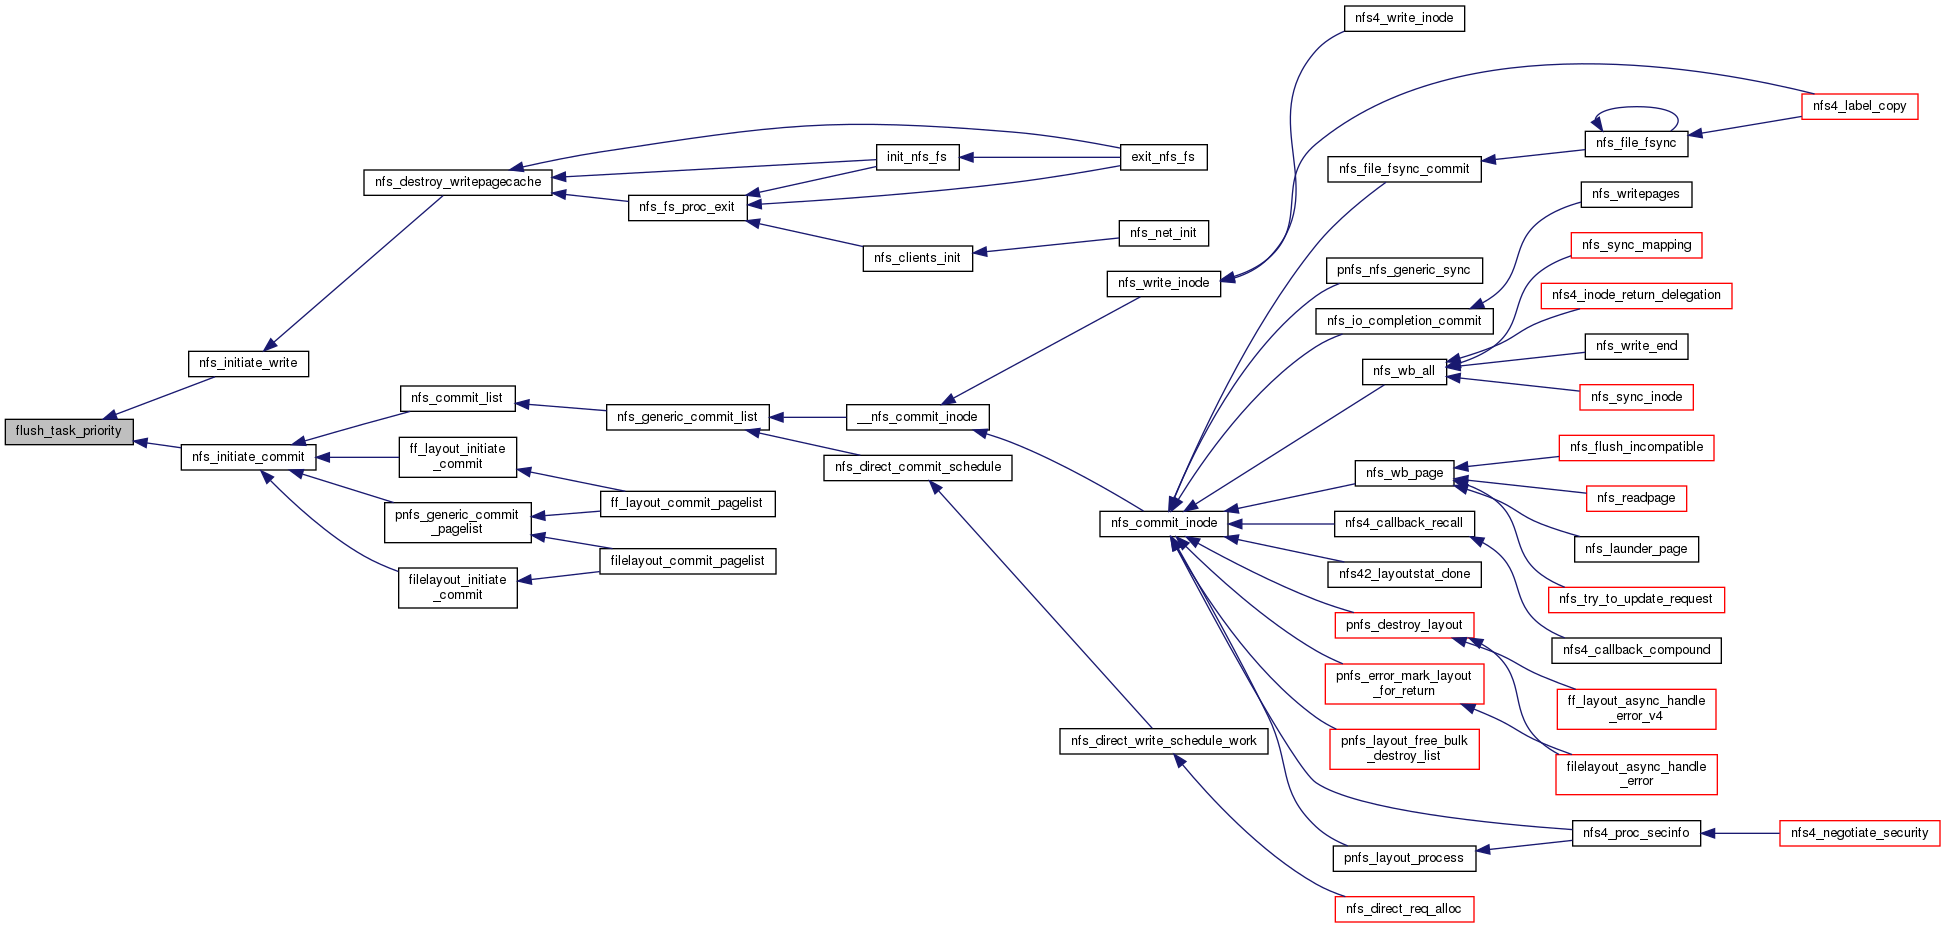 nfs4_write_inode
nfs4_label_copy
nfs_file_fsync
init_nfs_fs
exit_nfs_fs
nfs_file_fsync_commit
nfs_destroy_writepagecache
nfs_writepages
nfs_fs_proc_exit
nfs_net_init
nfs_sync_mapping
nfs_clients_init
pnfs_nfs_generic_sync
nfs_write_inode
nfs4_inode_return_delegation
nfs_io_completion_commit
nfs_write_end
nfs_initiate_write
nfs_wb_all
nfs_sync_inode
nfs_commit_list
nfs_generic_commit_list
__nfs_commit_inode
flush_task_priority
nfs_initiate_commit
ff_layout_initiate
_commit
nfs_direct_commit_schedule
nfs_flush_incompatible
nfs_wb_page
nfs_readpage
ff_layout_commit_pagelist
pnfs_generic_commit
_pagelist
nfs_commit_inode
nfs4_callback_recall
nfs_launder_page
filelayout_commit_pagelist
nfs42_layoutstat_done
filelayout_initiate
_commit
nfs_try_to_update_request
pnfs_destroy_layout
nfs4_callback_compound
pnfs_error_mark_layout
_for_return
ff_layout_async_handle
_error_v4
nfs_direct_write_schedule_work
pnfs_layout_free_bulk
_destroy_list
filelayout_async_handle
_error
nfs4_proc_secinfo
nfs4_negotiate_security
pnfs_layout_process
nfs_direct_req_alloc